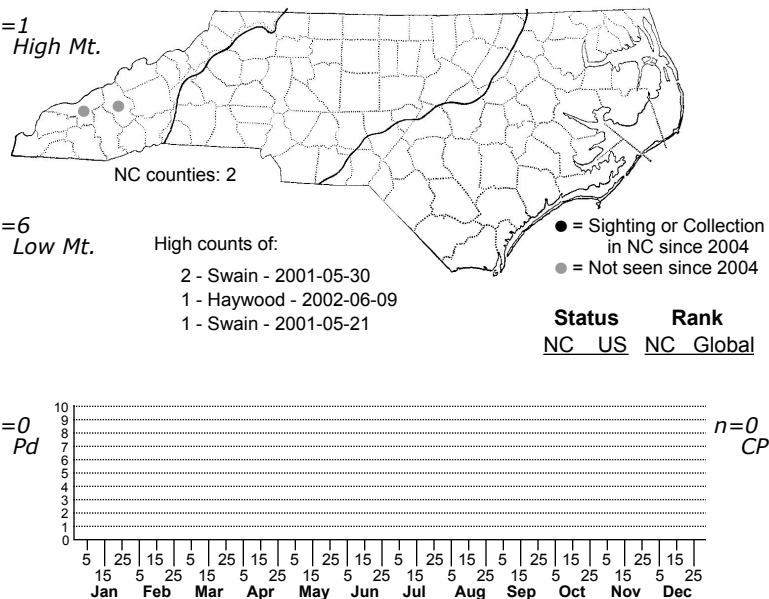 =1
High Mt.
NC counties: 2
=6
Low Mt.
High counts of:
2 - Swain - 2001-05-30
1 - Haywood - 2002-06-09
1 - Swain - 2001-05-21
= Sighting or Collection
in NC since 2004
= Not seen since 2004
Status Rank
NC US NC Global
=0
Pd
n=0
CP
10
9
8
7
6
5
4
3
2
1
0
5 25 15 5 25 15 5 25 15 5 25 15 5 25 15 5 25 15
15 5 25 15 5 25 15 5 25 15 5 25 15 5 25 15 5 25
Jan Feb Mar Apr May Jun Jul Aug Sep Oct Nov Dec